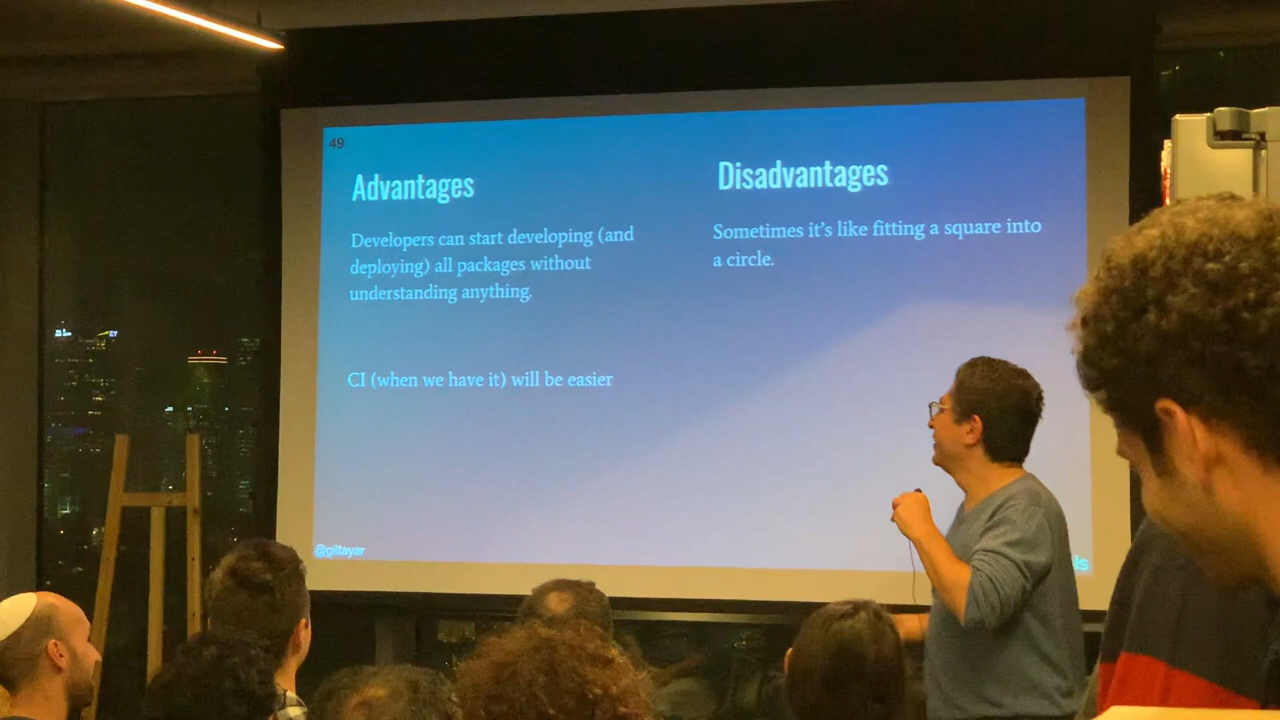 49
Advantages
Developers can start developing (and
deploying) all packages without
understanding anything.
CI (when we have it) will be easier
Disadvantages
Sometimes it's like fitting a square into
a circle.
@giltayar